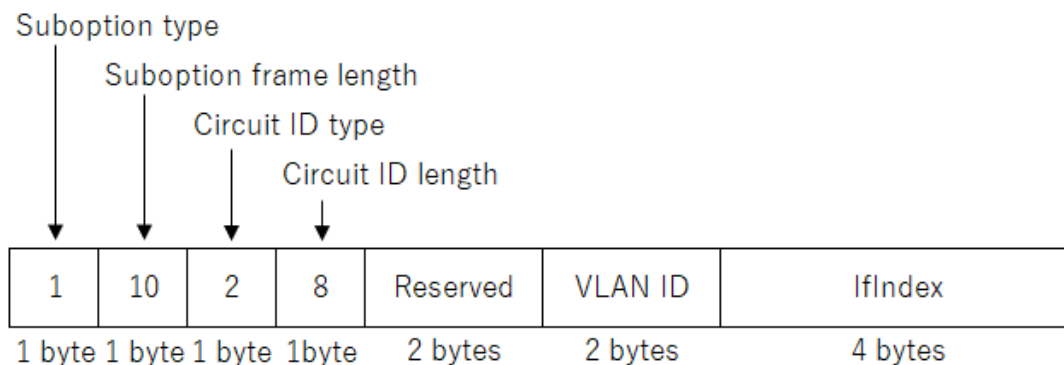 Suboption type
Suboption frame length
Circuit ID type
Circuit ID length
1 10 2 8 Reserved VLAN ID IfIndex
1 byte 1 byte 1 byte 1byte 2 bytes 2 bytes 4 bytes